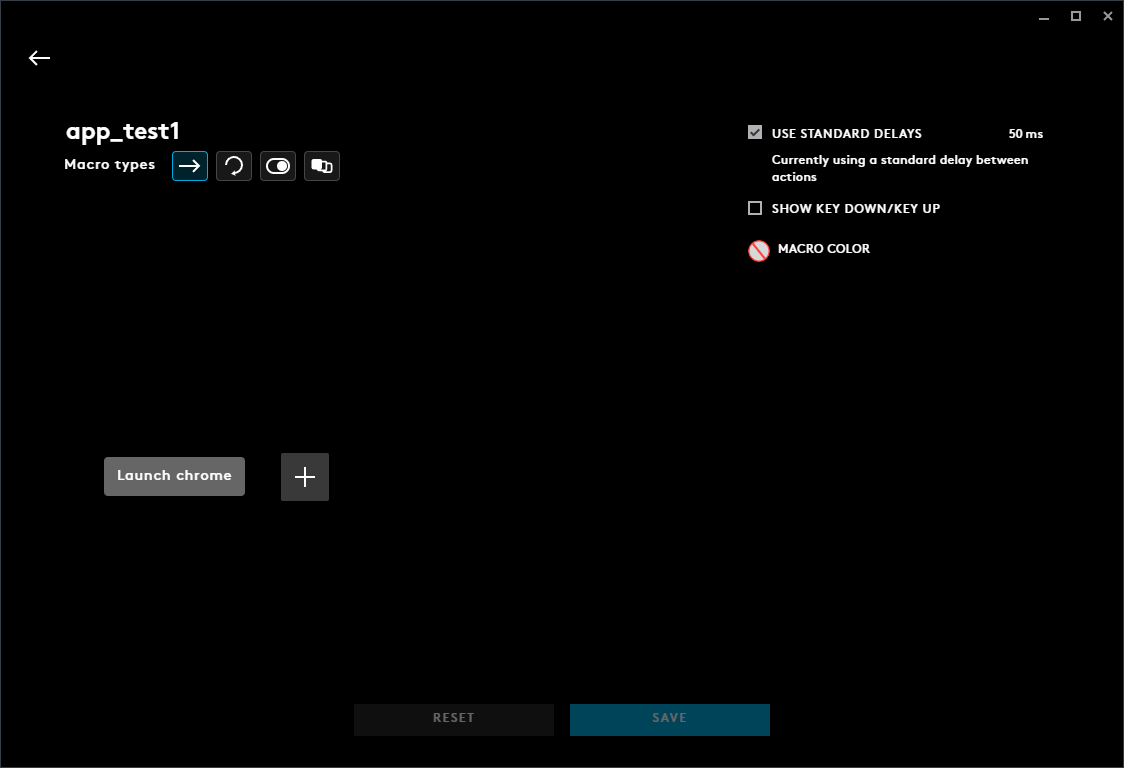 app_test1
Macro types
USE STANDARD DELAYS 50 ms
Currently using a standard delay between
actions
SHOW KEY DOWN/KEY UP
MACRO COLOR
Launch chrome
RESET
SAVE